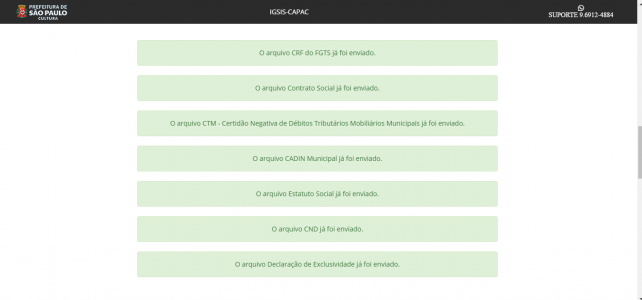 PREFEITURA DE
SÃO PAULO
CULTURA
IGSIS-CAPAC
SUPORTE 9.6912-4884
O arquivo CRF do FGTS já foi enviado.
O arquivo Contrato Social já foi enviado.
O arquivo CTM - Certidão Negativa de Débitos Tributários Mobiliários Municipais já foi enviado.
O arquivo CADIN Municipal já foi enviado.
O arquivo Estatuto Social já foi enviado.
O arquivo CND já foi enviado.
O arquivo Declaração de Exclusividade já foi enviado.